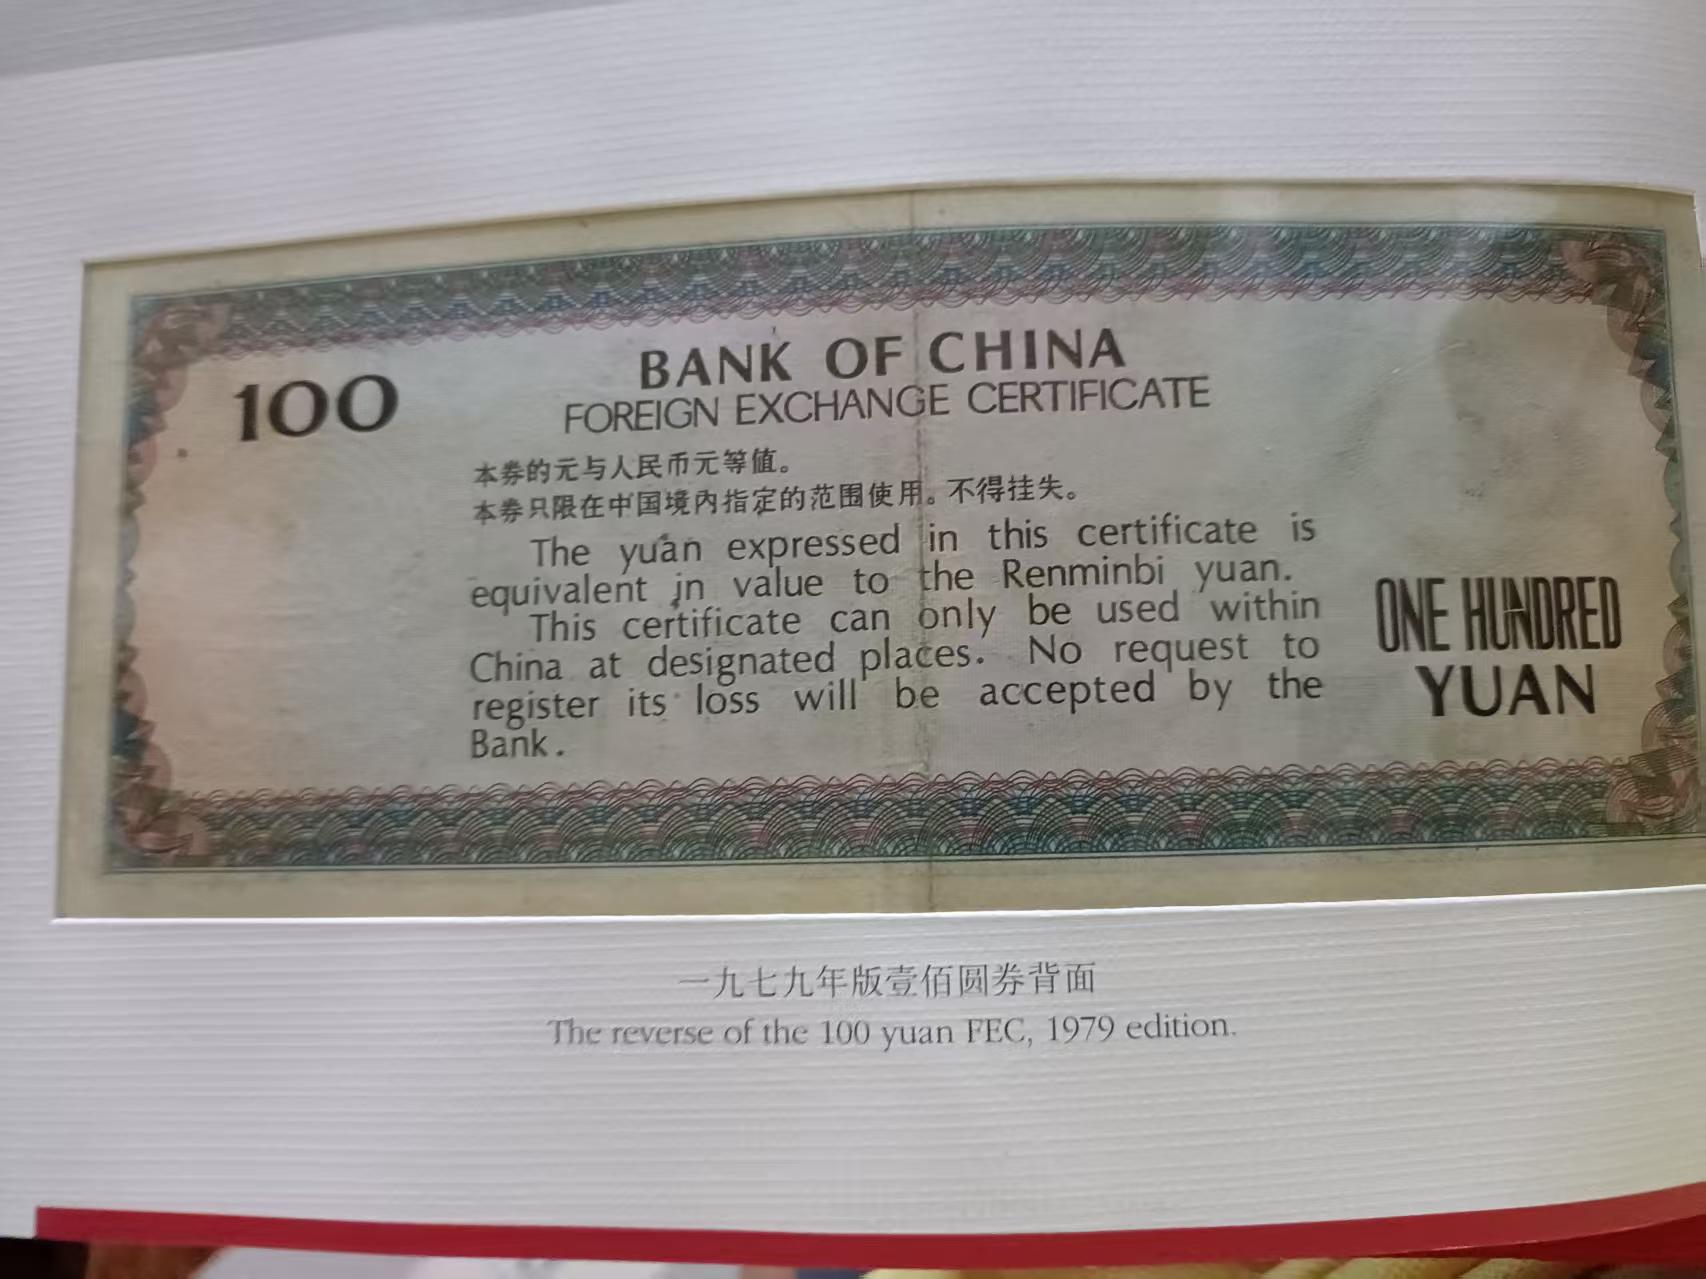 BANK OF CHINA
FOREIGN EXCHANGE CERTIFICATE
100
本券的元与人民币元等值。
本券只限在中国境内指定的范围使用。不得挂失。
The yuan expressed in this certificate is
equivalent in value to the Renminbi yuan.
This certificate can only be used within
China at designated places. No request to
register its loss will be accepted by the
Bank.
ONE HUNDRED
YUAN
一九七九年版壹佰圆券背面
The reverse of the 100 yuan FEC, 1979 edition.